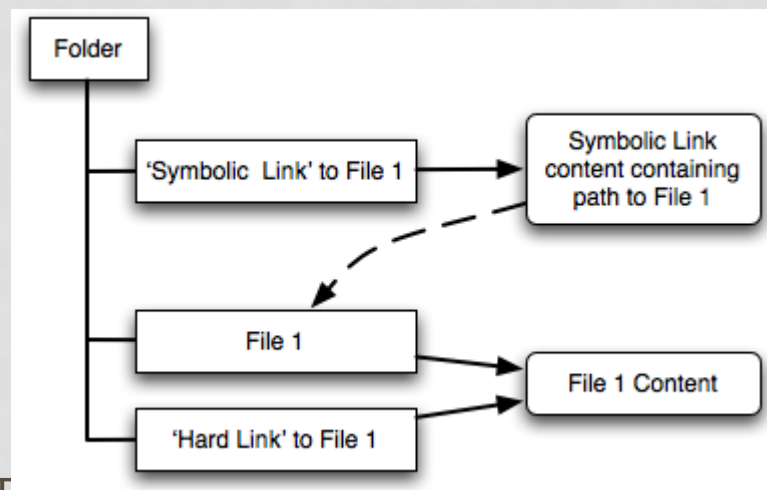 Folder
‘Symbolic Link’ to File 1
Symbolic Link
content containing
path to File 1
File 1
File 1 Content
‘Hard Link’ to File 1